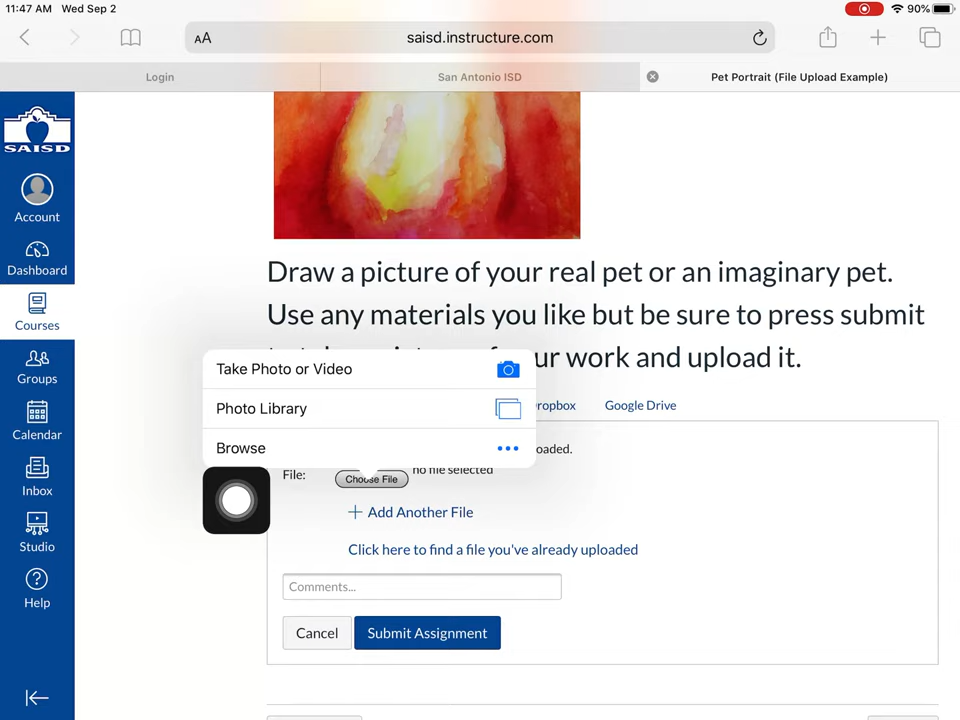 11:47 AM Wed Sep 2
90%
AA
saisd.instructure.com
Login
San Antonio ISD
Pet Portrait (File Upload Example)
SAISD
Account
Dashboard
Courses
Groups
Calendar
Inbox
Studio
Help
Draw a picture of your real pet or an imaginary pet.
Use any materials you like but be sure to press submit
work and upload it.
Take Photo or Video
Photo Library
Browse
Google Drive
File:
Choose File
no file selected
Add Another File
Click here to find a file you've already uploaded
Comments...
Cancel
Submit Assignment